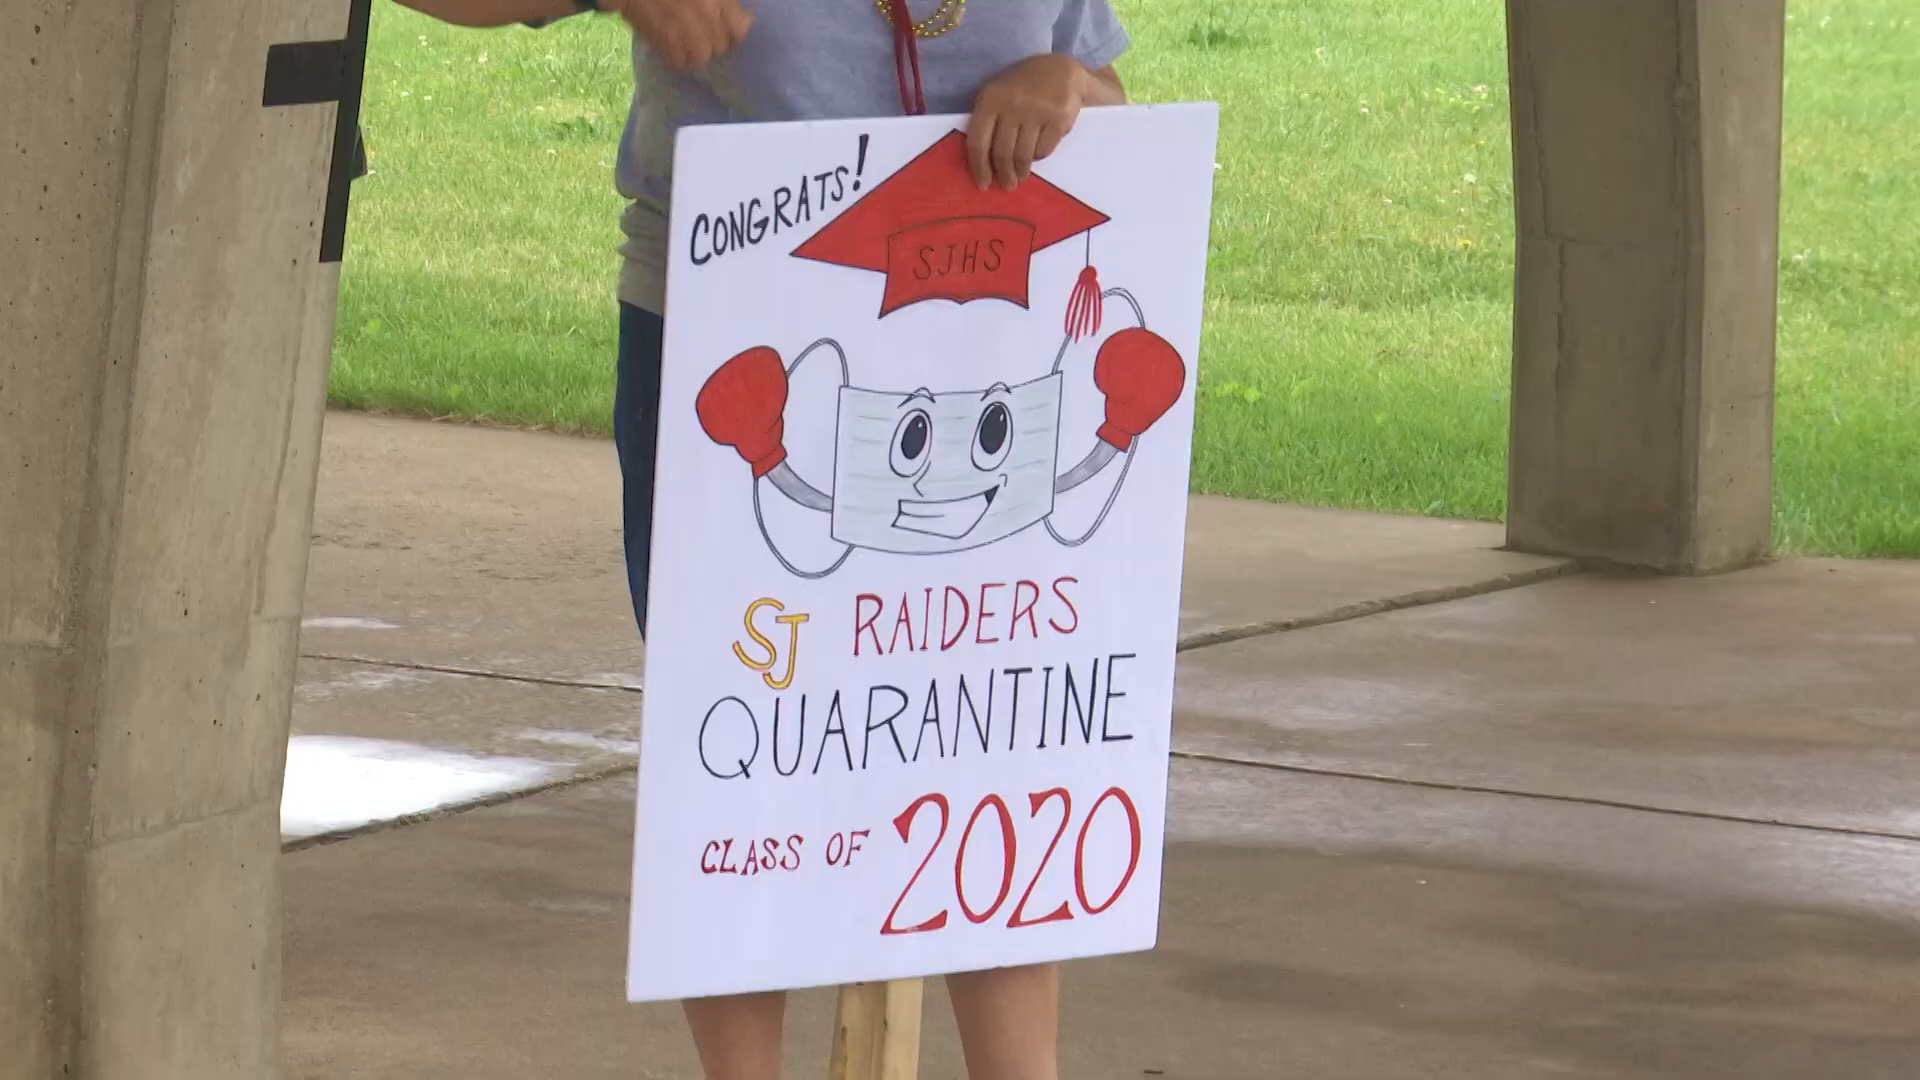 CONGRATS!
SJHS
SJ RAIDERS
QUARANTINE
CLASS OF 2020